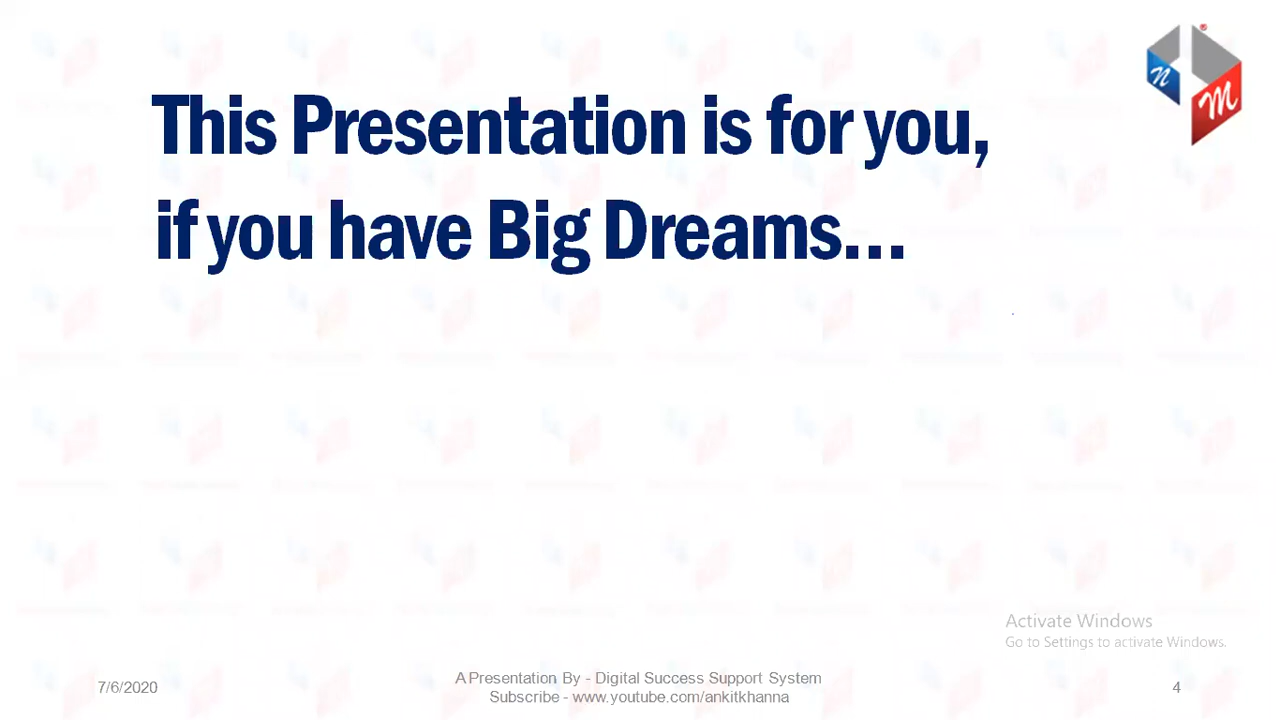 This Presentation is for you,
if you have Big Dreams...
n
M
®
Activate Windows
Go to Settings to activate Windows.
7/6/2020
A Presentation By - Digital Success Support System
Subscribe - www.youtube.com/ankitkhanna
4